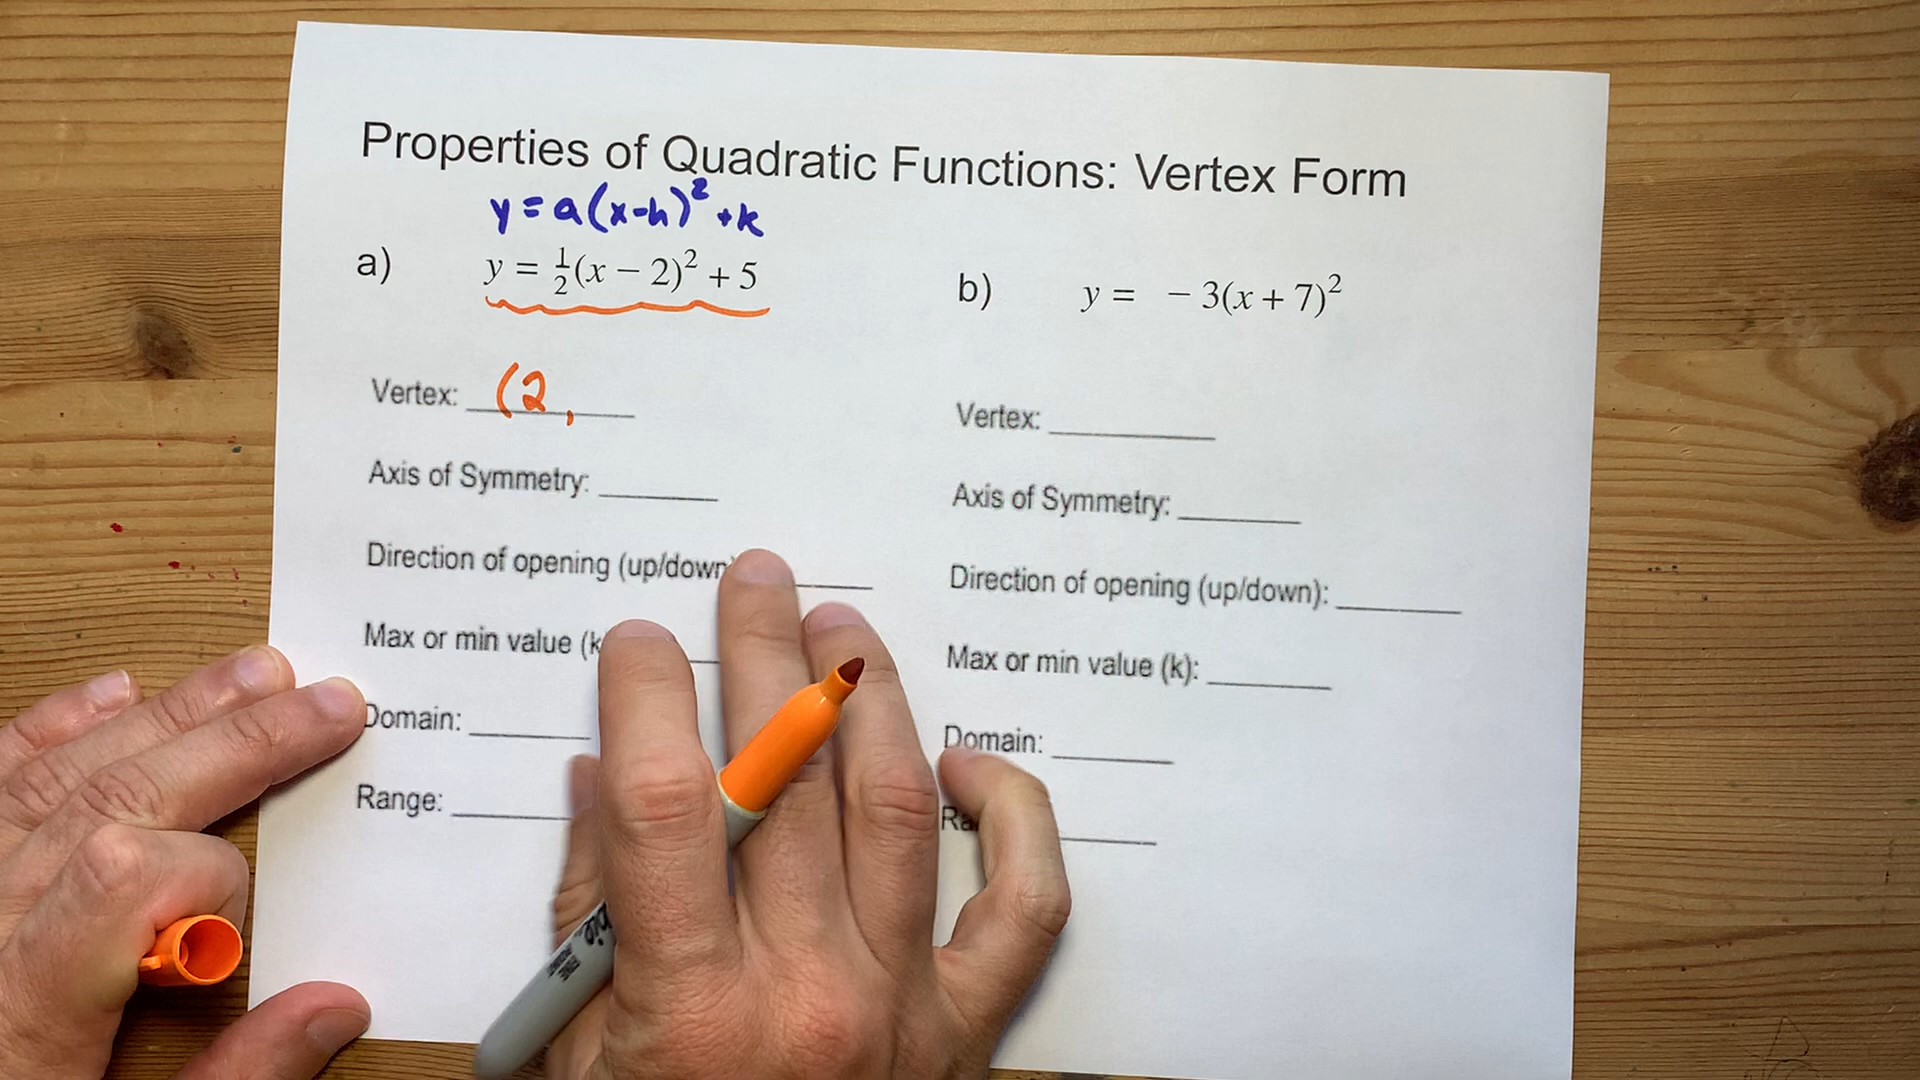 Properties of Quadratic Functions: Vertex Form
y = a(x-h)² + k
a) y = ½(x − 2)² + 5
b) y = − 3(x + 7)²
Vertex: (2,
Axis of Symmetry:
Direction of opening (up/down)
Max or min value (k
Domain:
Range:
Vertex:
Axis of Symmetry:
Direction of opening (up/down):
Max or min value (k):
Domain:
Ra
FINE